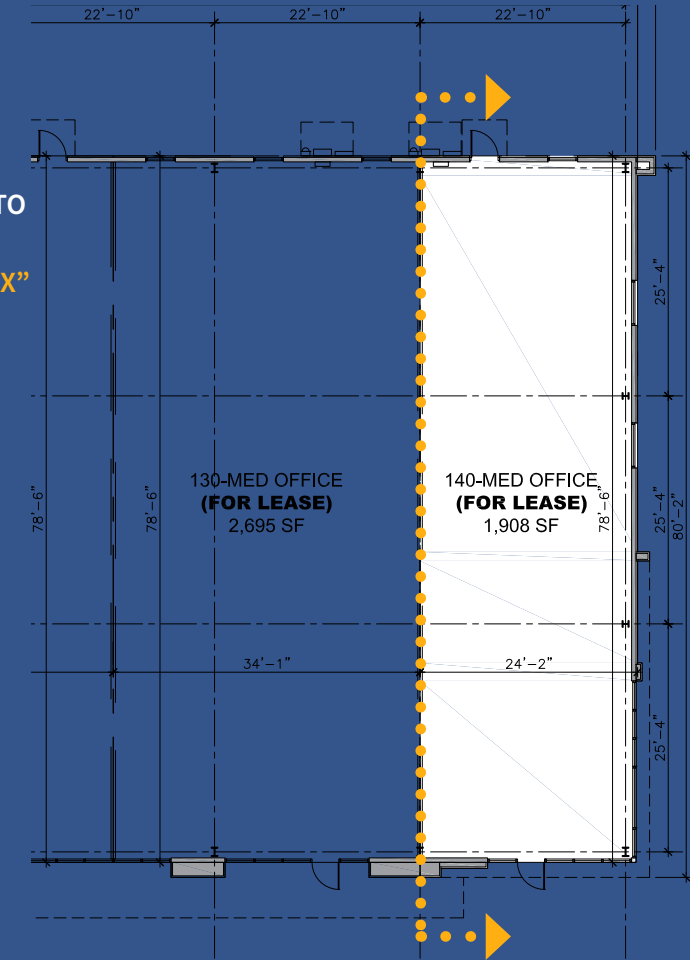 22'-10" 22'-10" 22'-10"
TO
X”
25'-4"
130-MED OFFICE
(FOR LEASE)
2,695 SF
140-MED OFFICE
(FOR LEASE)
1,908 SF
78'-6" 78'-6" 78'-6" 25'-4" 80'-2"
34'-1" 24'-2"
25'-4"